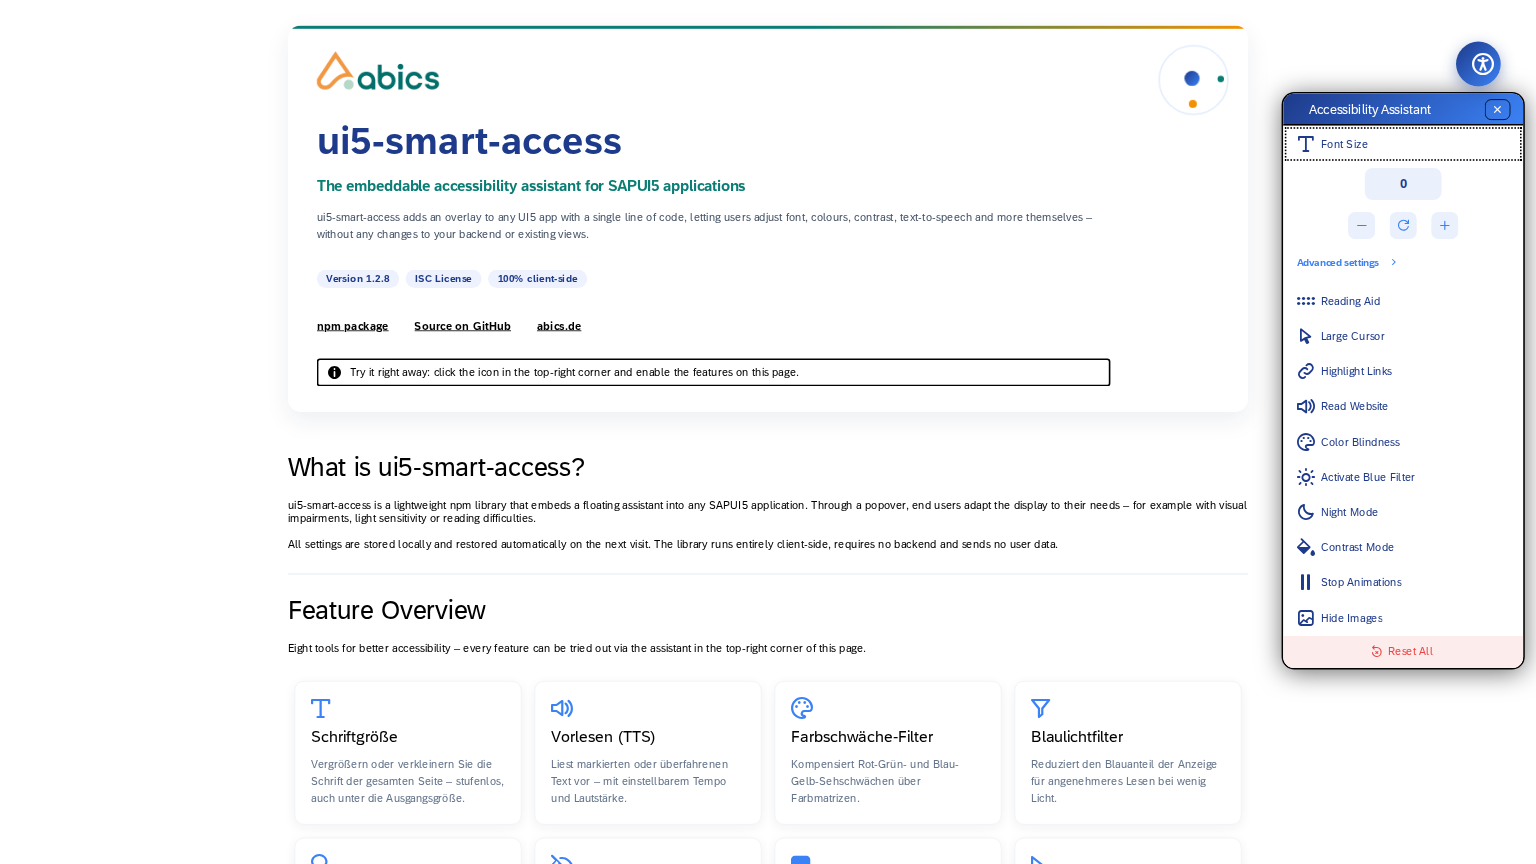 abics
ui5-smart-access
The embeddable accessibility assistant for SAPUI5 applications
ui5-smart-access adds an overlay to any UI5 app with a single line of code, letting users adjust font, colours, contrast, text-to-speech and more themselves –
without any changes to your backend or existing views.
Version 1.2.8 ISC License 100% client-side
npm package Source on GitHub abics.de
Try it right away: click the icon in the top-right corner and enable the features on this page.
What is ui5-smart-access?
ui5-smart-access is a lightweight npm library that embeds a floating assistant into any SAPUI5 application. Through a popover, end users adapt the display to their needs – for example with visual
impairments, light sensitivity or reading difficulties.
All settings are stored locally and restored automatically on the next visit. The library runs entirely client-side, requires no backend and sends no user data.
Feature Overview
Eight tools for better accessibility – every feature can be tried out via the assistant in the top-right corner of this page.
Schriftgröße
Vergrößern oder verkleinern Sie die
Schrift der gesamten Seite – stufenlos,
auch unter die Ausgangsgröße.
Vorlesen (TTS)
Liest markierten oder überfahrenen
Text vor – mit einstellbarem Tempo
und Lautstärke.
Farbschwäche-Filter
Kompensiert Rot-Grün- und Blau-
Gelb-Sehschwächen über
Farbmatrizen.
Blaulichtfilter
Reduziert den Blauanteil der Anzeige
für angenehmeres Lesen bei wenig
Licht.
Accessibility Assistant
Font Size
0
Advanced settings
Reading Aid
Large Cursor
Highlight Links
Read Website
Color Blindness
Activate Blue Filter
Night Mode
Contrast Mode
Stop Animations
Hide Images
Reset All